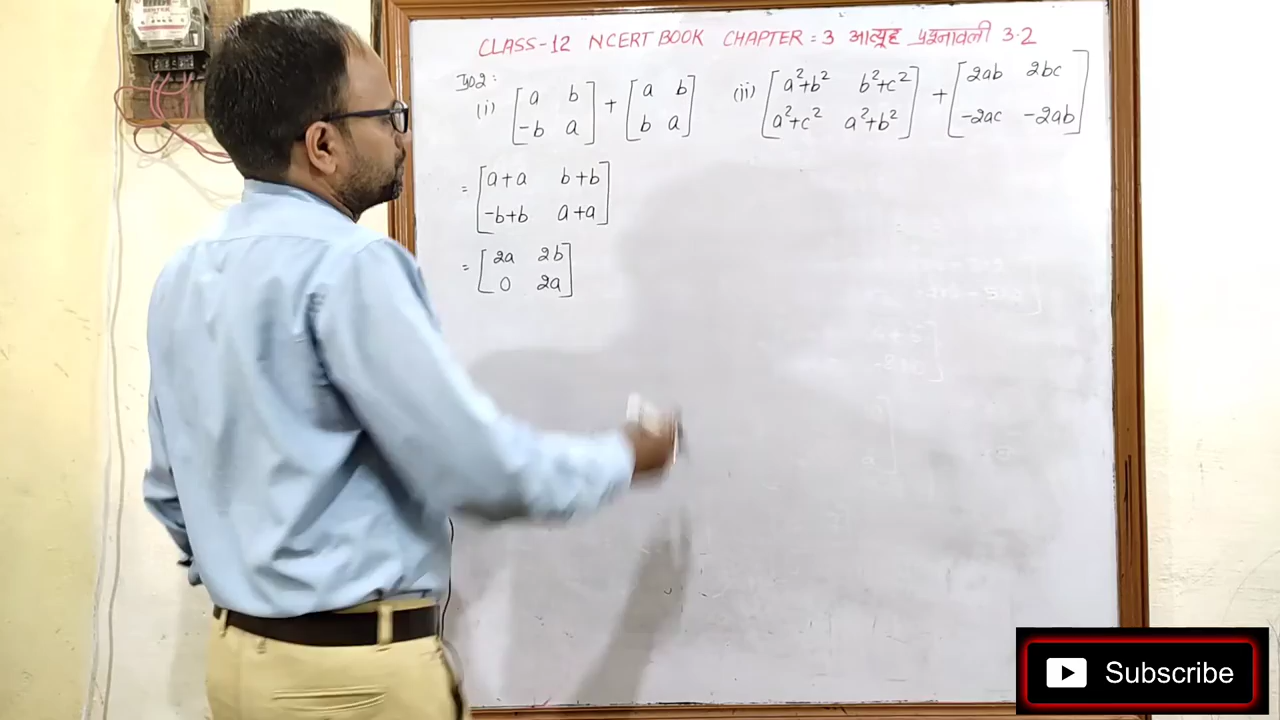 CLASS-12 NCERT BOOK CHAPTER = 3 आव्यूह प्रश्नावली 3.2
प्र02:
(i) [a b -b a] + [a b b a]
= [a+a b+b -b+b a+a]
= [2a 2b 0 2a]
(ii) [a²+b² b²+c² a²+c² a²+b²] + [2ab 2bc -2ac -2ab]
Subscribe